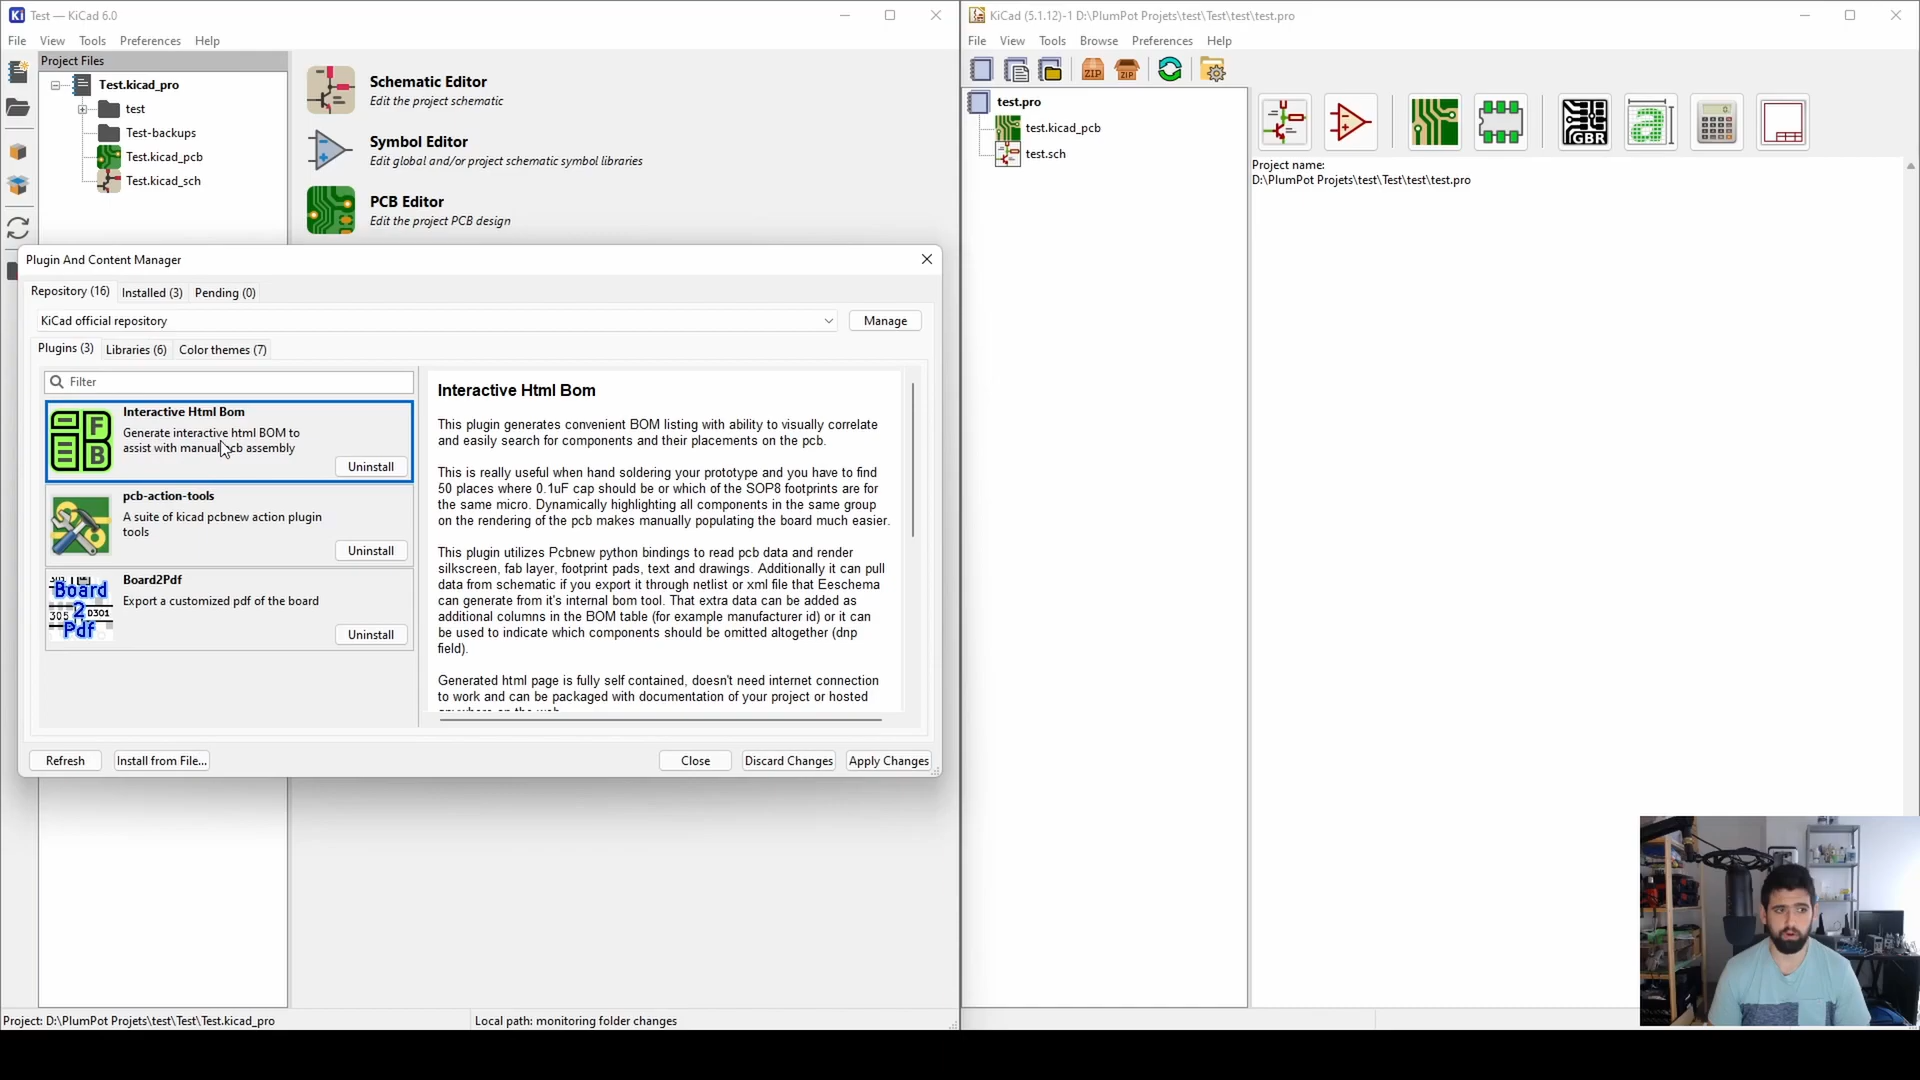 Test — KiCad 6.0
File View Tools Preferences Help
Project Files
Test.kicad_pro
test
Test-backups
Test.kicad_pcb
Test.kicad_sch
Schematic Editor
Edit the project schematic
Symbol Editor
Edit global and/or project schematic symbol libraries
PCB Editor
Edit the project PCB design
Plugin And Content Manager
Repository (16) Installed (3) Pending (0)
KiCad official repository
Manage
Plugins (3) Libraries (6) Color themes (7)
Filter
Interactive Html Bom
Generate interactive html BOM to
assist with manual pcb assembly
Uninstall
pcb-action-tools
A suite of kicad pcbnew action plugin
tools
Uninstall
Board
2
Pdf
D301
Board2Pdf
Export a customized pdf of the board
Uninstall
Interactive Html Bom
This plugin generates convenient BOM listing with ability to visually correlate
and easily search for components and their placements on the pcb.
This is really useful when hand soldering your prototype and you have to find
50 places where 0.1uF cap should be or which of the SOP8 footprints are for
the same micro. Dynamically highlighting all components in the same group
on the rendering of the pcb makes manually populating the board much easier.
This plugin utilizes Pcbnew python bindings to read pcb data and render
silkscreen, fab layer, footprint pads, text and drawings. Additionally it can pull
data from schematic if you export it through netlist or xml file that Eeschema
can generate from it's internal bom tool. That extra data can be added as
additional columns in the BOM table (for example manufacturer id) or it can
be used to indicate which components should be omitted altogether (dnp
field).
Generated html page is fully self contained, doesn't need internet connection
to work and can be packaged with documentation of your project or hosted
anywhere on the web.
Refresh Install from File... Close Discard Changes Apply Changes
Project: D:\PlumPot Projets\test\Test\Test.kicad_pro
Local path: monitoring folder changes
KiCad (5.1.12)-1 D:\PlumPot Projets\test\Test\test\test.pro
File View Tools Browse Preferences Help
ZIP ZIP
test.pro
test.kicad_pcb
test.sch
GBR
Project name:
D:\PlumPot Projets\test\Test\test\test.pro